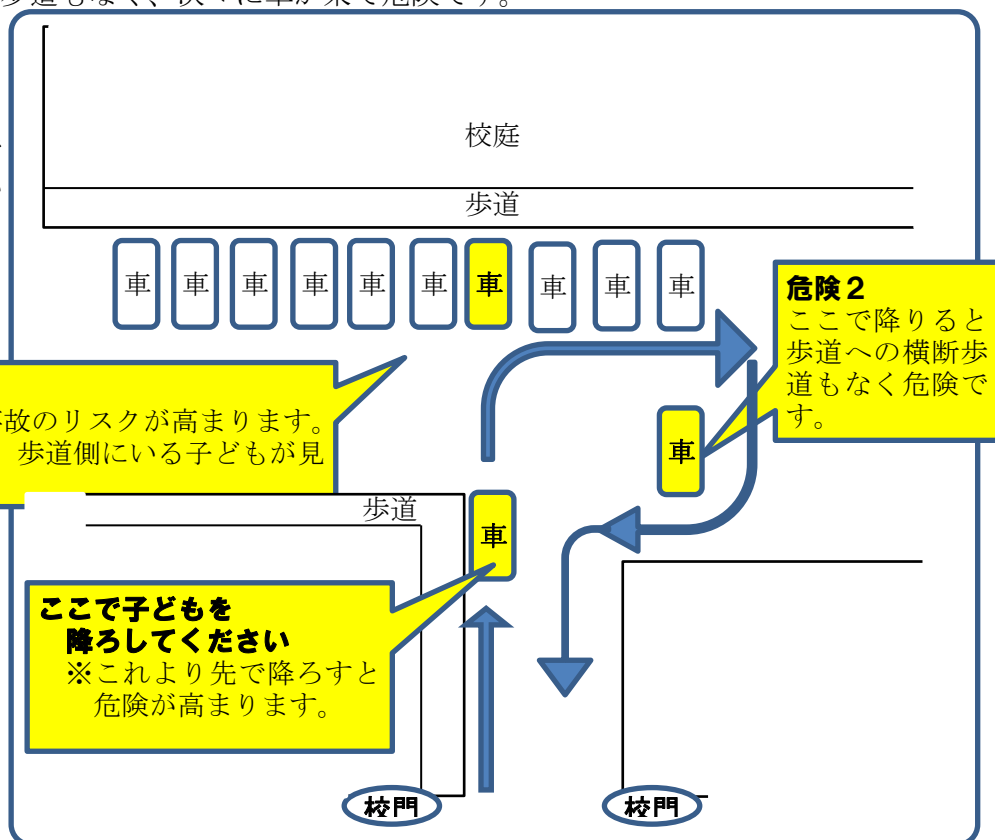 校庭
歩道
車 車 車 車 車 車 車 車 車 車
危険2
ここで降りると
歩道への横断歩
道もなく危険で
す。
故のリスクが高まります。
歩道側にいる子どもが見
車
歩道
車
ここで子どもを
降ろしてください
※これより先で降ろすと
危険が高まります。
校門
校門